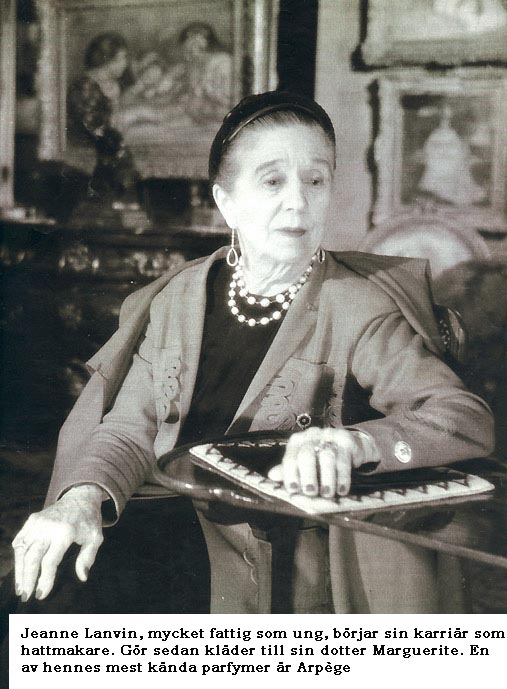 Jeanne Lanvin, mycket fattig som ung, börjar sin karriär som
hattmakare. Gör sedan kläder till sin dotter Marguerite. En
av hennes mest kända parfymer är Arpège